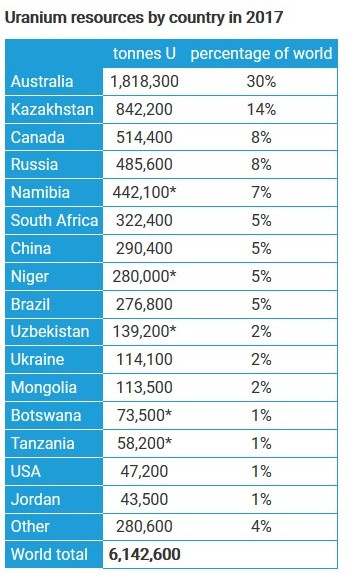 Uranium resources by country in 2017
tonnes U percentage of world
Australia 1,818,300 30%
Kazakhstan 842,200 14%
Canada 514,400 8%
Russia 485,600 8%
Namibia 442,100* 7%
South Africa 322,400 5%
China 290,400 5%
Niger 280,000* 5%
Brazil 276,800 5%
Uzbekistan 139,200* 2%
Ukraine 114,100 2%
Mongolia 113,500 2%
Botswana 73,500* 1%
Tanzania 58,200* 1%
USA 47,200 1%
Jordan 43,500 1%
Other 280,600 4%
World total 6,142,600